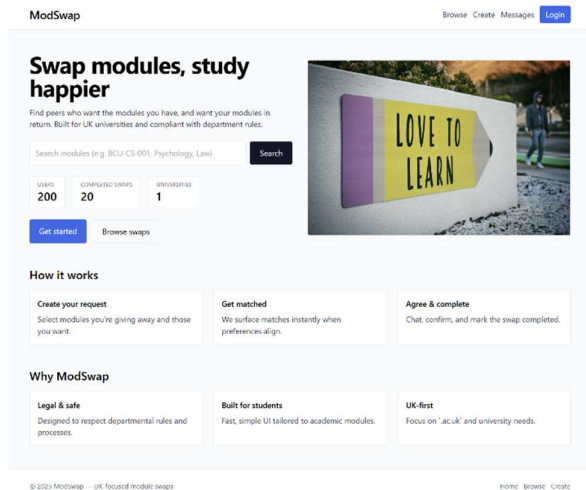 ModSwap
Browse Create Messages Login
Swap modules, study
happier
Find peers who want the modules you have, and want your modules in
return. Built for UK universities and compliant with department rules.
Search modules (e.g. BCU-CS-001, Psychology, Law)
Search
USERS
200
COMPLETED SWAPS
20
UNIVERSITIES
1
Get started
Browse swaps
LOVE TO
LEARN
How it works
Create your request
Select modules you're giving away and those
you want.
Get matched
We surface matches instantly when
preferences align.
Agree & complete
Chat, confirm, and mark the swap completed.
Why ModSwap
Legal & safe
Designed to respect departmental rules and
processes.
Built for students
Fast, simple UI tailored to academic modules.
UK-first
Focus on `.ac.uk` and university needs.
© 2025 ModSwap — UK-focused module swaps
Home Browse Create